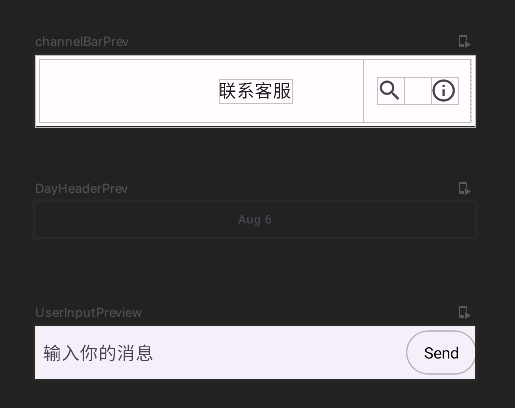 channelBarPrev
联系客服
DayHeaderPrev
Aug 6
UserInputPreview
输入你的消息
Send